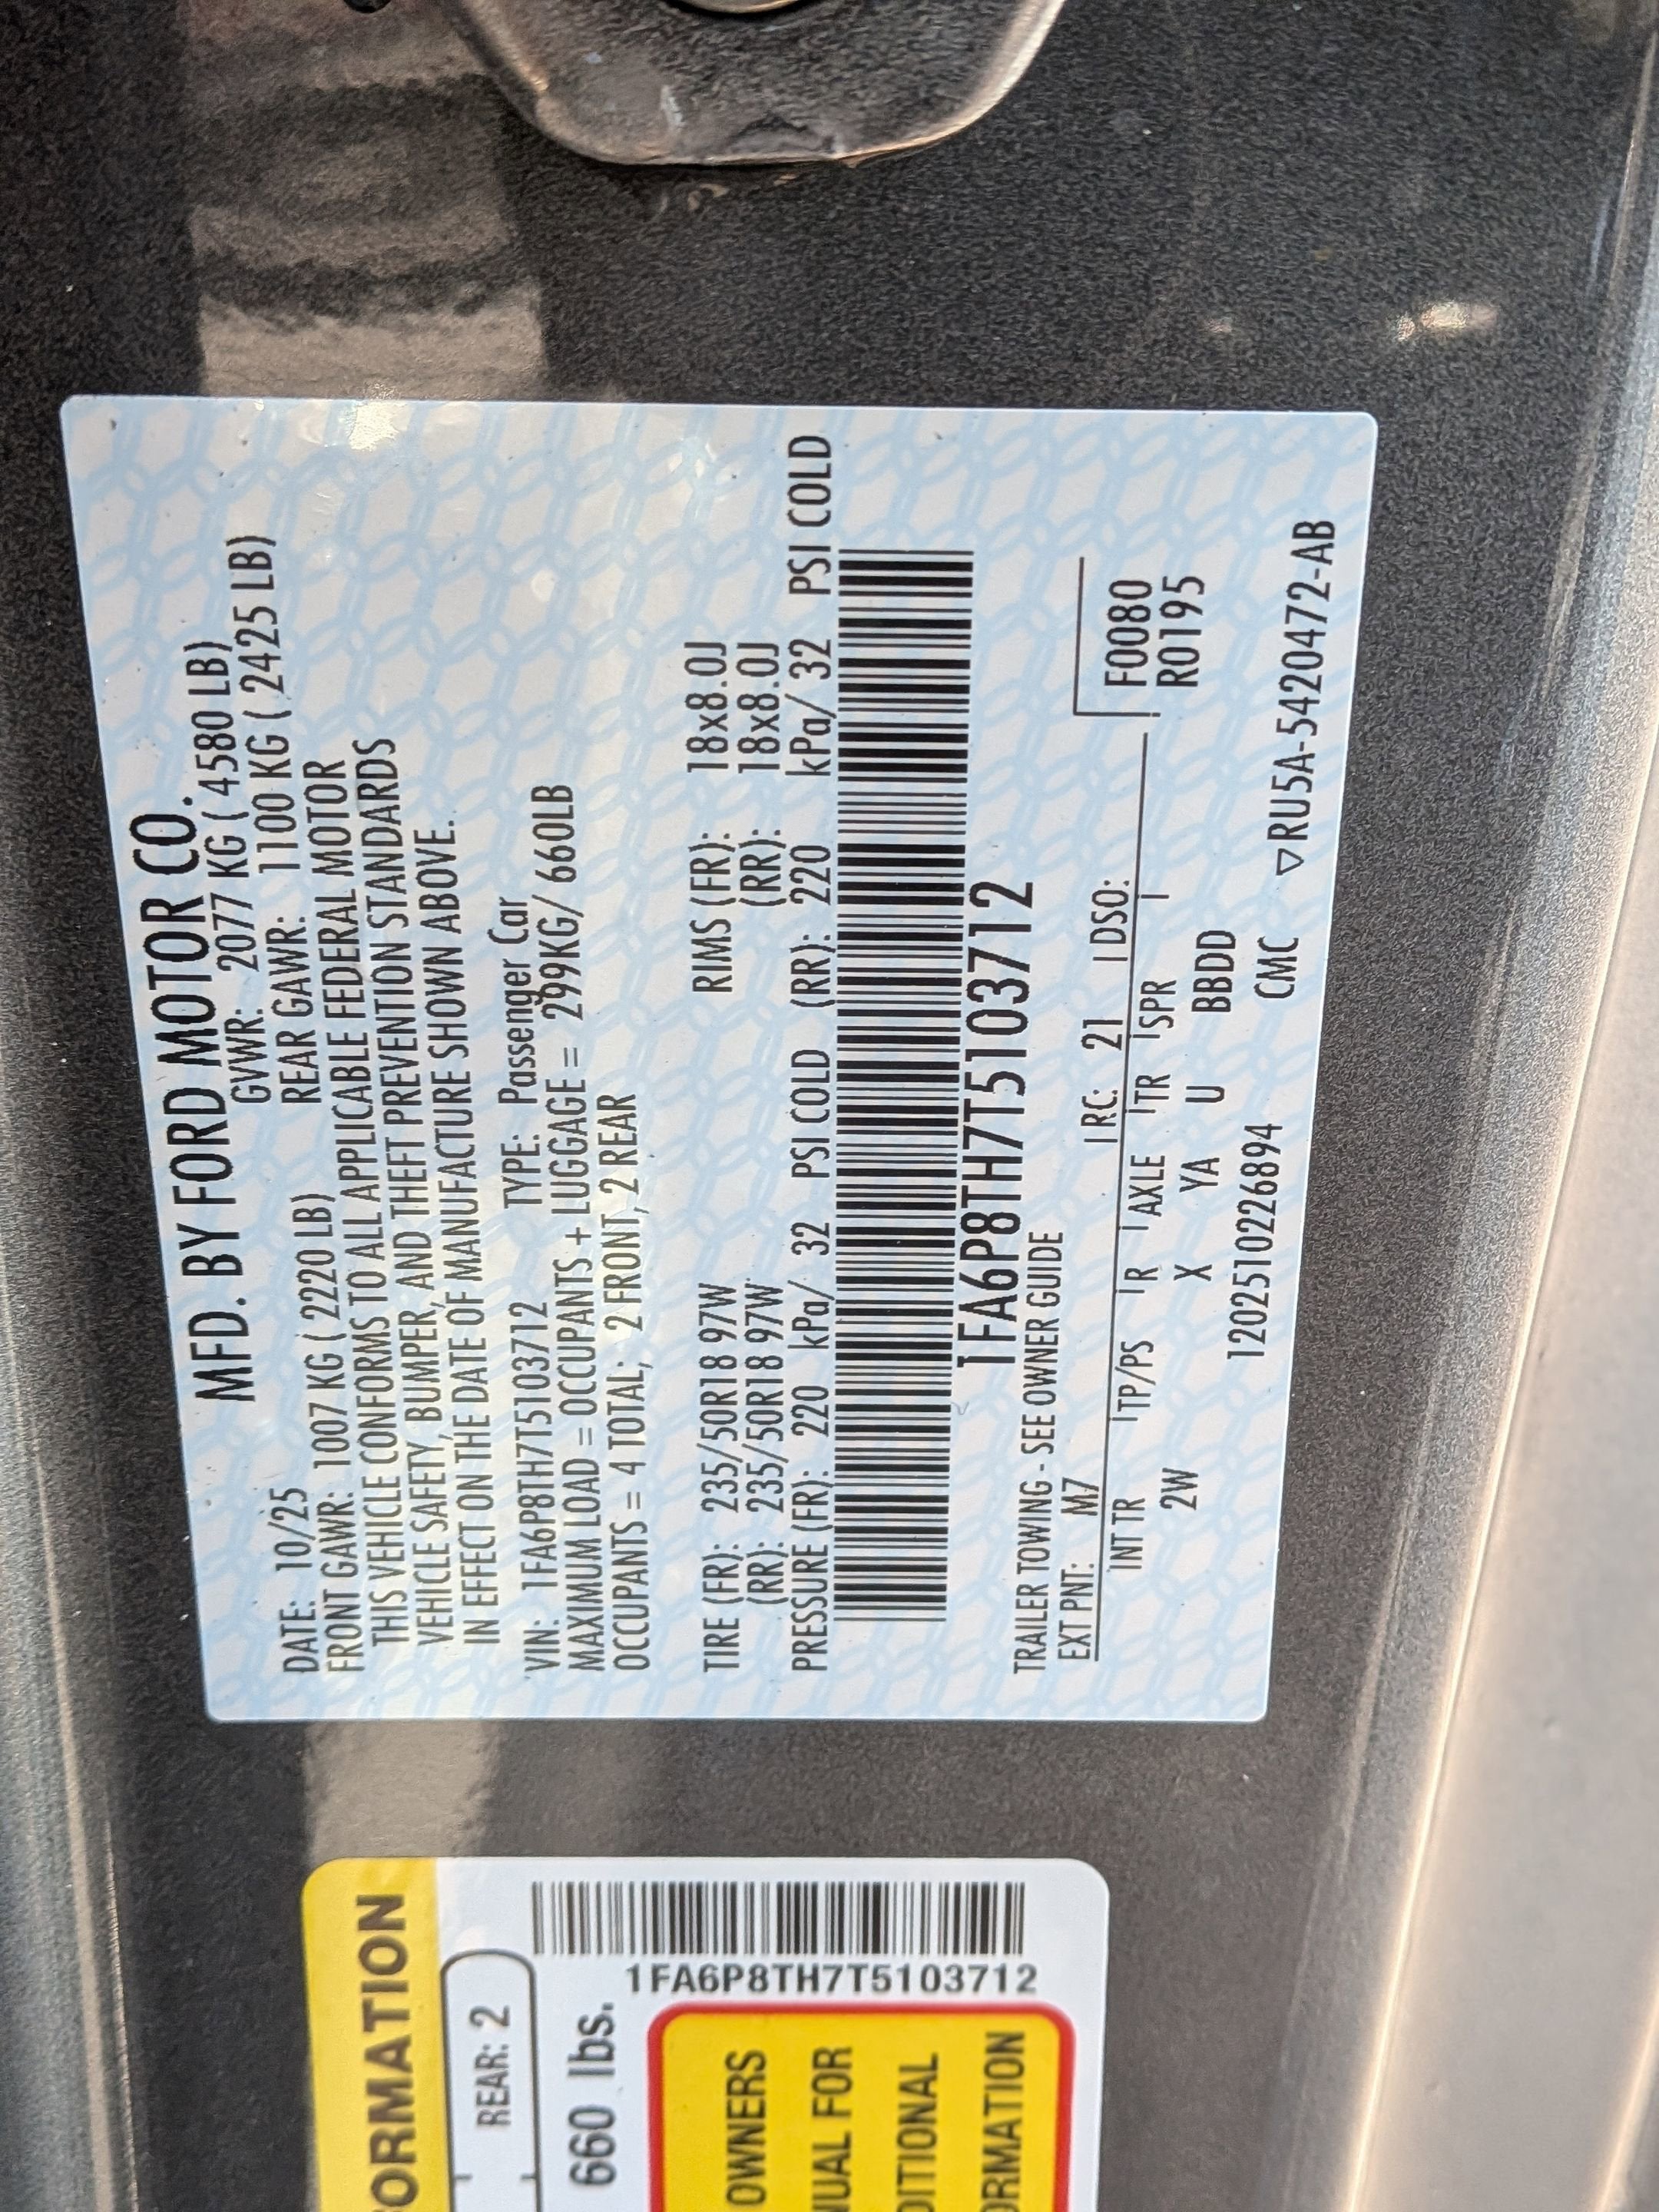 MFD. BY FORD MOTOR CO.
DATE: 10/25 GVWR: 2077 KG ( 4580 LB)
FRONT GAWR: 1007 KG ( 2220 LB) REAR GAWR: 1100 KG ( 2425 LB)
THIS VEHICLE CONFORMS TO ALL APPLICABLE FEDERAL MOTOR
VEHICLE SAFETY, BUMPER, AND THEFT PREVENTION STANDARDS
IN EFFECT ON THE DATE OF MANUFACTURE SHOWN ABOVE.
VIN: 1FA6P8TH7T5103712 TYPE: Passenger Car
MAXIMUM LOAD = OCCUPANTS + LUGGAGE = 299KG/ 660LB
OCCUPANTS = 4 TOTAL; 2 FRONT, 2 REAR
TIRE (FR): 235/50R18 97W RIMS (FR): 18x8.0J
(RR): 235/50R18 97W (RR): 18x8.0J
PRESSURE (FR): 220 kPa/ 32 PSI COLD (RR): 220 kPa/ 32 PSI COLD
1FA6P8TH7T5103712
TRAILER TOWING - SEE OWNER GUIDE
EXT PNT: M7 RC: 21 DSO:
INT TR TP/PS R AXLE TR SPR
2W X YA U BBDD
F0080
R0195
1202510226894 CMC ▽RU5A-5420472-AB
ORMATION
REAR: 2
660 lbs.
1FA6P8TH7T5103712
OWNERS
NUAL FOR
DITIONAL
ORMATION